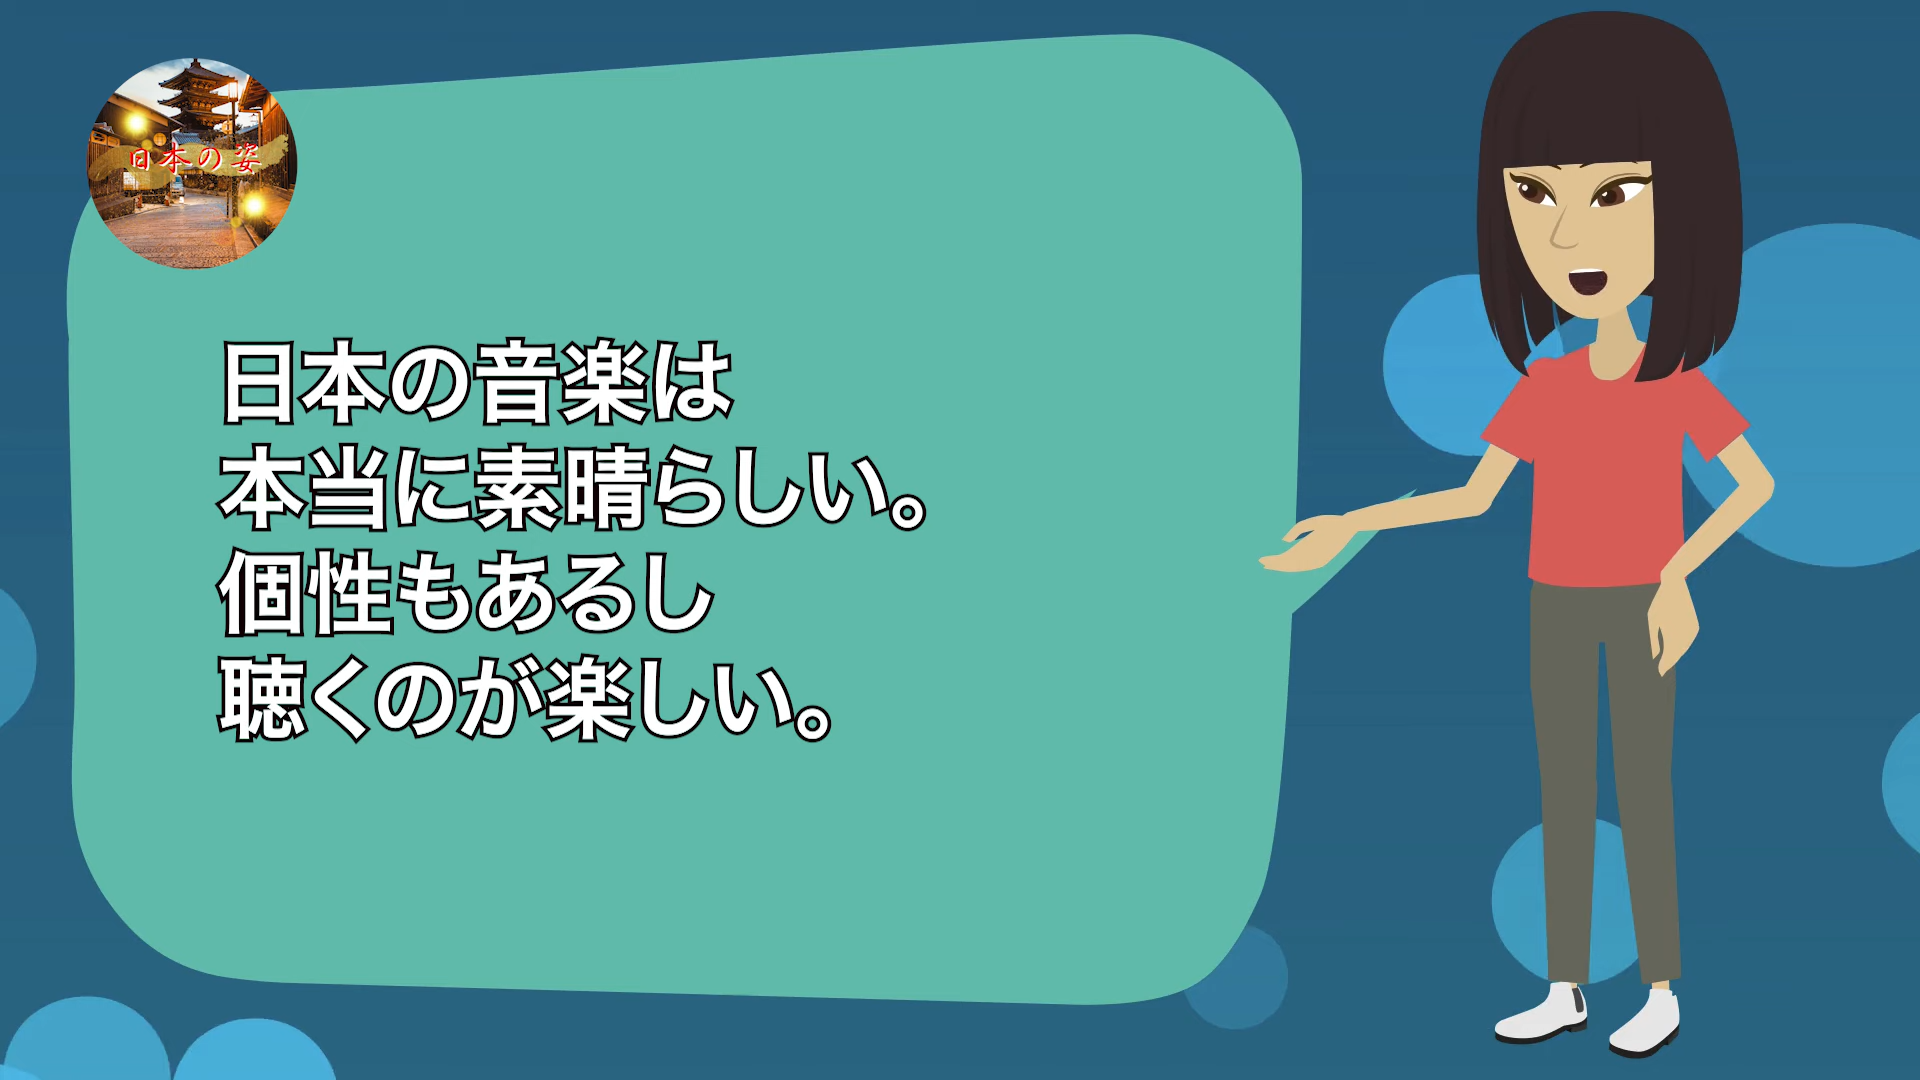 日本の姿
日本の音楽は
本当に素晴らしい。
個性もあるし
聴くのが楽しい。